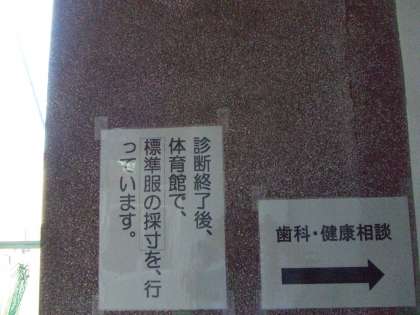 診断終了後、
体育館で、
標準服の採寸を、行
っています。
歯科・健康相談